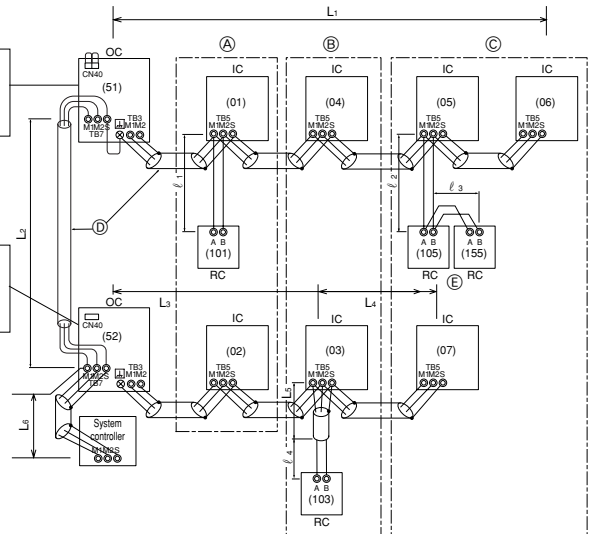 L1
A
B
C
OC
IC
IC
IC
IC
CN40
(51)
(01)
(04)
(05)
(06)
TB3
M1M2S
M1M2
TB7
TB5
M1M2S
TB5
M1M2S
TB5
M1M2S
TB5
M1M2S
L2
D
ℓ1
ℓ2
ℓ3
A B
(101)
RC
A B
(105)
RC
A B
(155)
RC
E
L3
L4
OC
IC
IC
IC
CN40
(52)
(02)
(03)
(07)
TB3
M1M2S
M1M2
TB7
TB5
M1M2S
TB5
M1M2S
TB5
M1M2S
L5
L6
System
controller
M1M2S
ℓ4
A B
(103)
RC